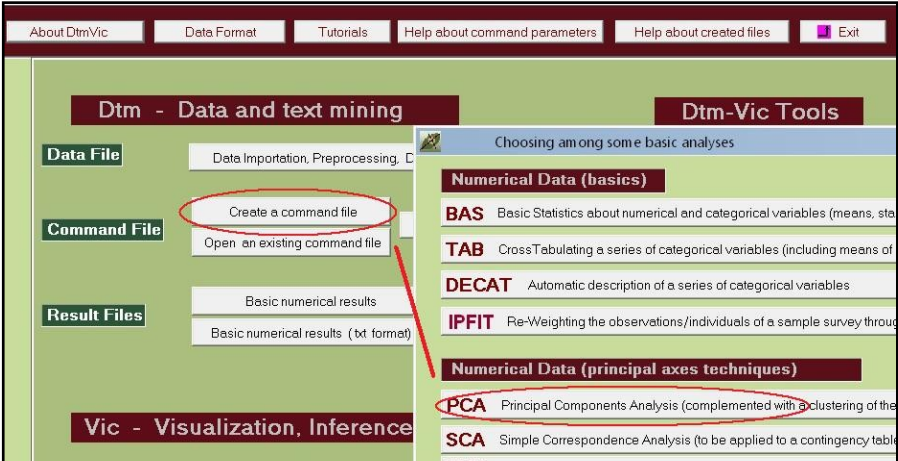 About DtmVic
Data Format
Tutorials
Help about command parameters
Help about created files
Exit
Dtm - Data and text mining
Dtm-Vic Tools
Data File
Data Importation, Preprocessing, D
Command File
Create a command file
Open an existing command file
Result Files
Basic numerical results
Basic numerical results (txt format)
Vic - Visualization, Inference
Choosing among some basic analyses
Numerical Data (basics)
BAS Basic Statistics about numerical and categorical variables (means, sta
TAB CrossTabulating a series of categorical variables (including means of
DECAT Automatic description of a series of categorical variables
IPFIT Re-Weighting the observations/individuals of a sample survey throug
Numerical Data (principal axes techniques)
PCA Principal Components Analysis (complemented with a clustering of the
SCA Simple Correspondence Analysis (to be applied to a contingency table